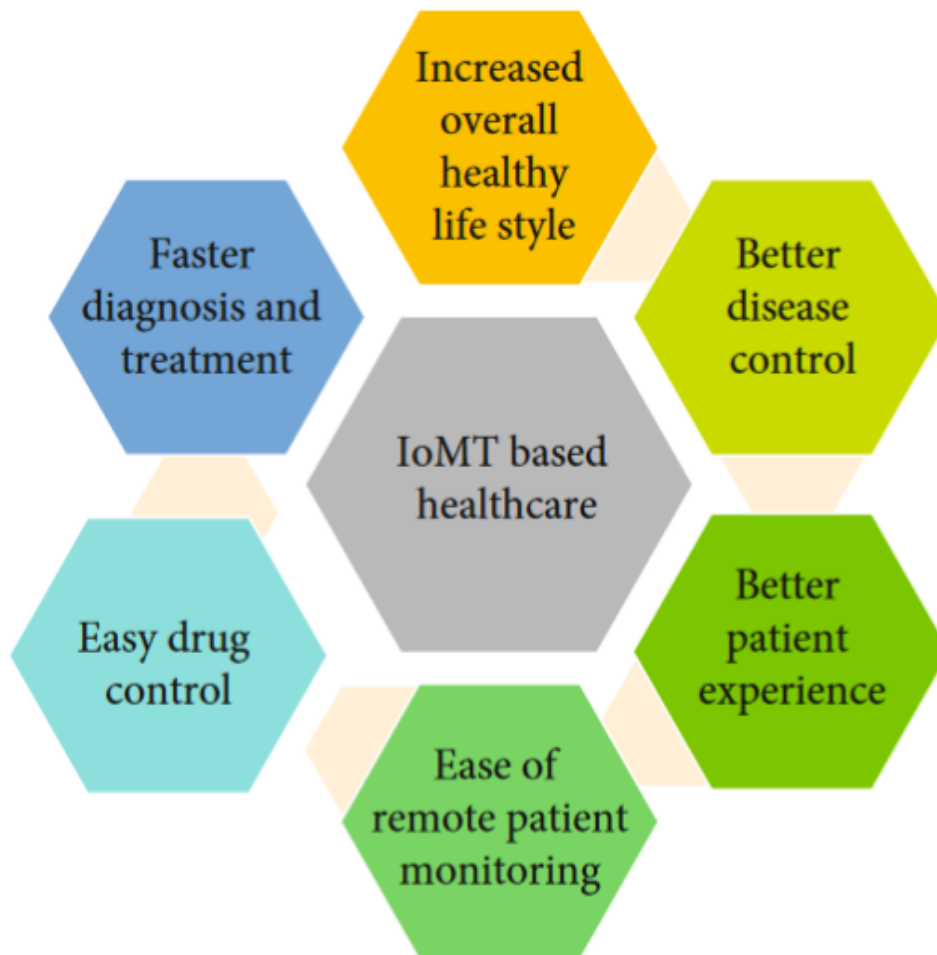 Increased
overall
healthy
life style
Better
disease
control
Better
patient
experience
Ease of
remote patient
monitoring
Easy drug
control
Faster
diagnosis and
treatment
IoMT based
healthcare